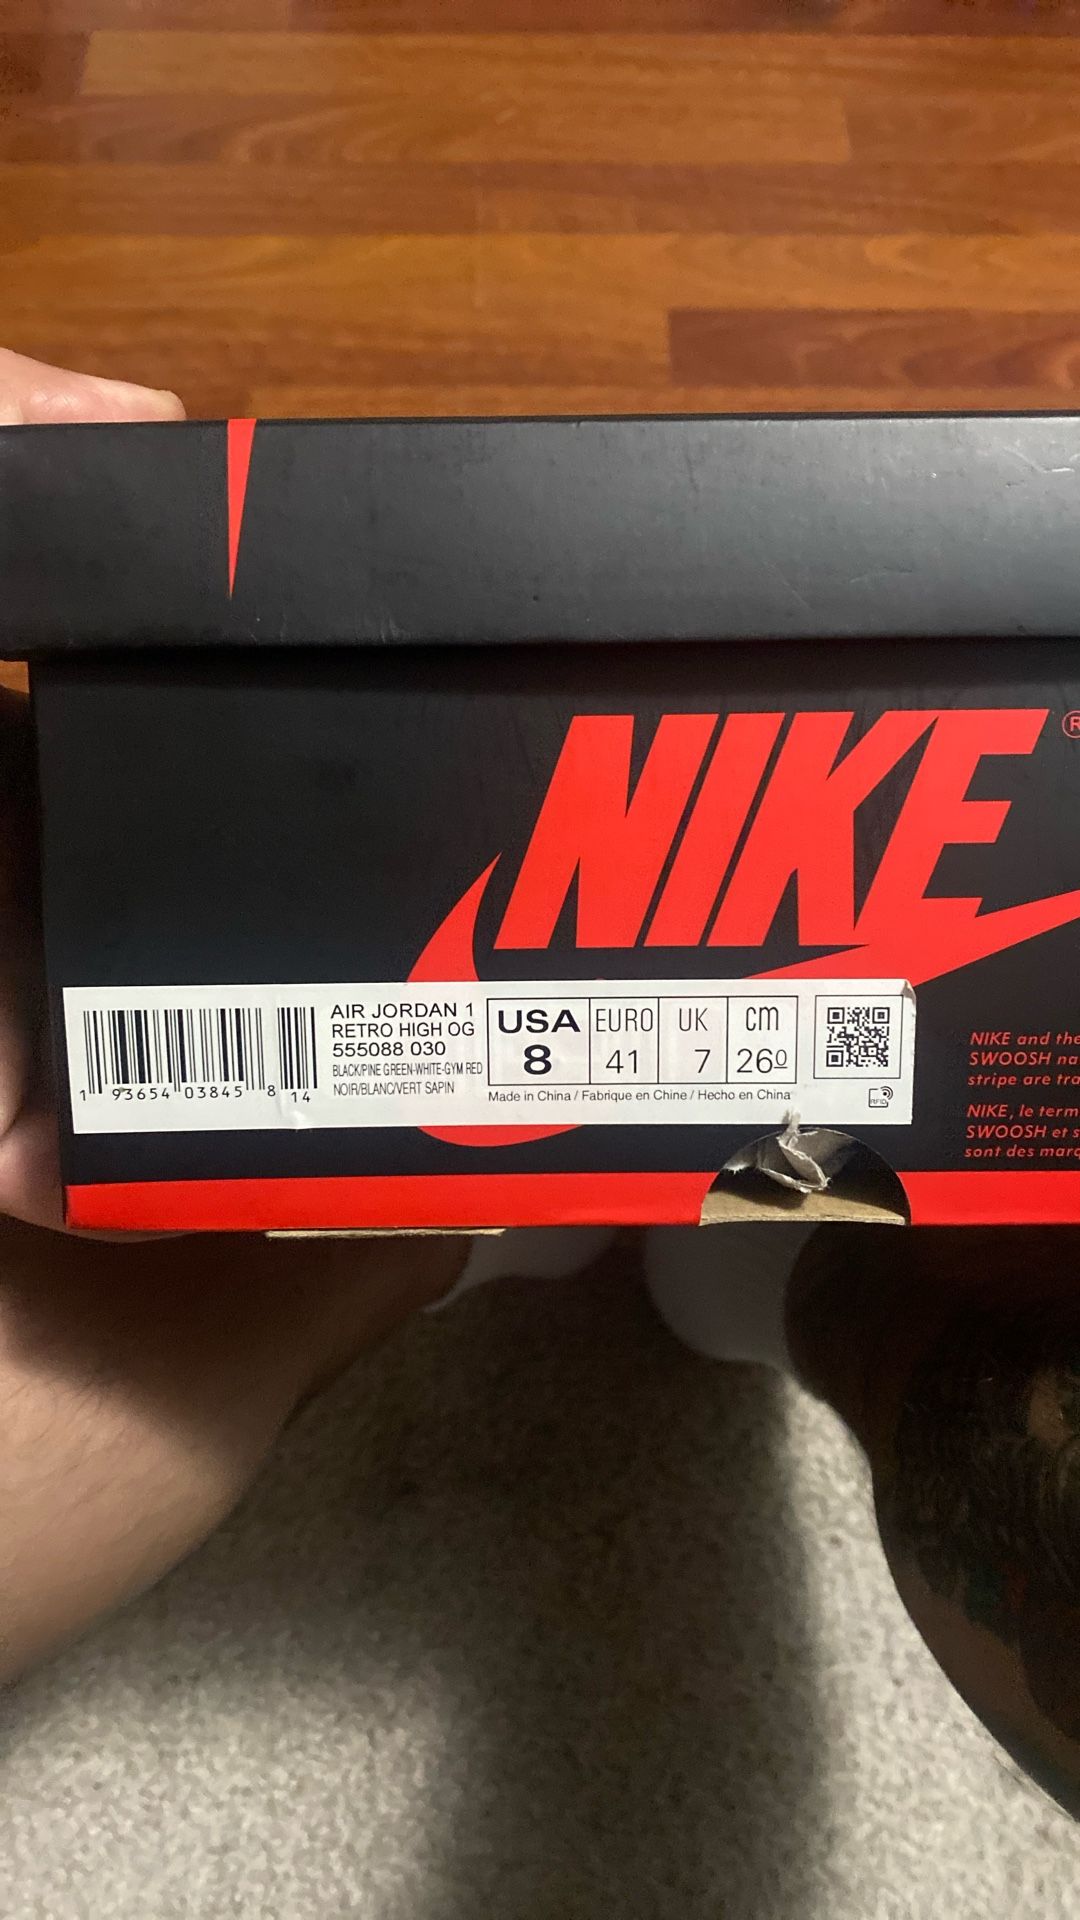 NIKE®
AIR JORDAN 1
RETRO HIGH OG
555088 030
BLACK/PINE GREEN-WHITE-GYM RED
NOIR/BLANC/VERT SAPIN
1 93654 03845 8 14
USA EURO UK cm
8 41 7 26⁰
Made in China / Fabrique en Chine / Hecho en China
RFID
NIKE and the
SWOOSH na
stripe are tra
NIKE, le term
SWOOSH et s
sont des marq